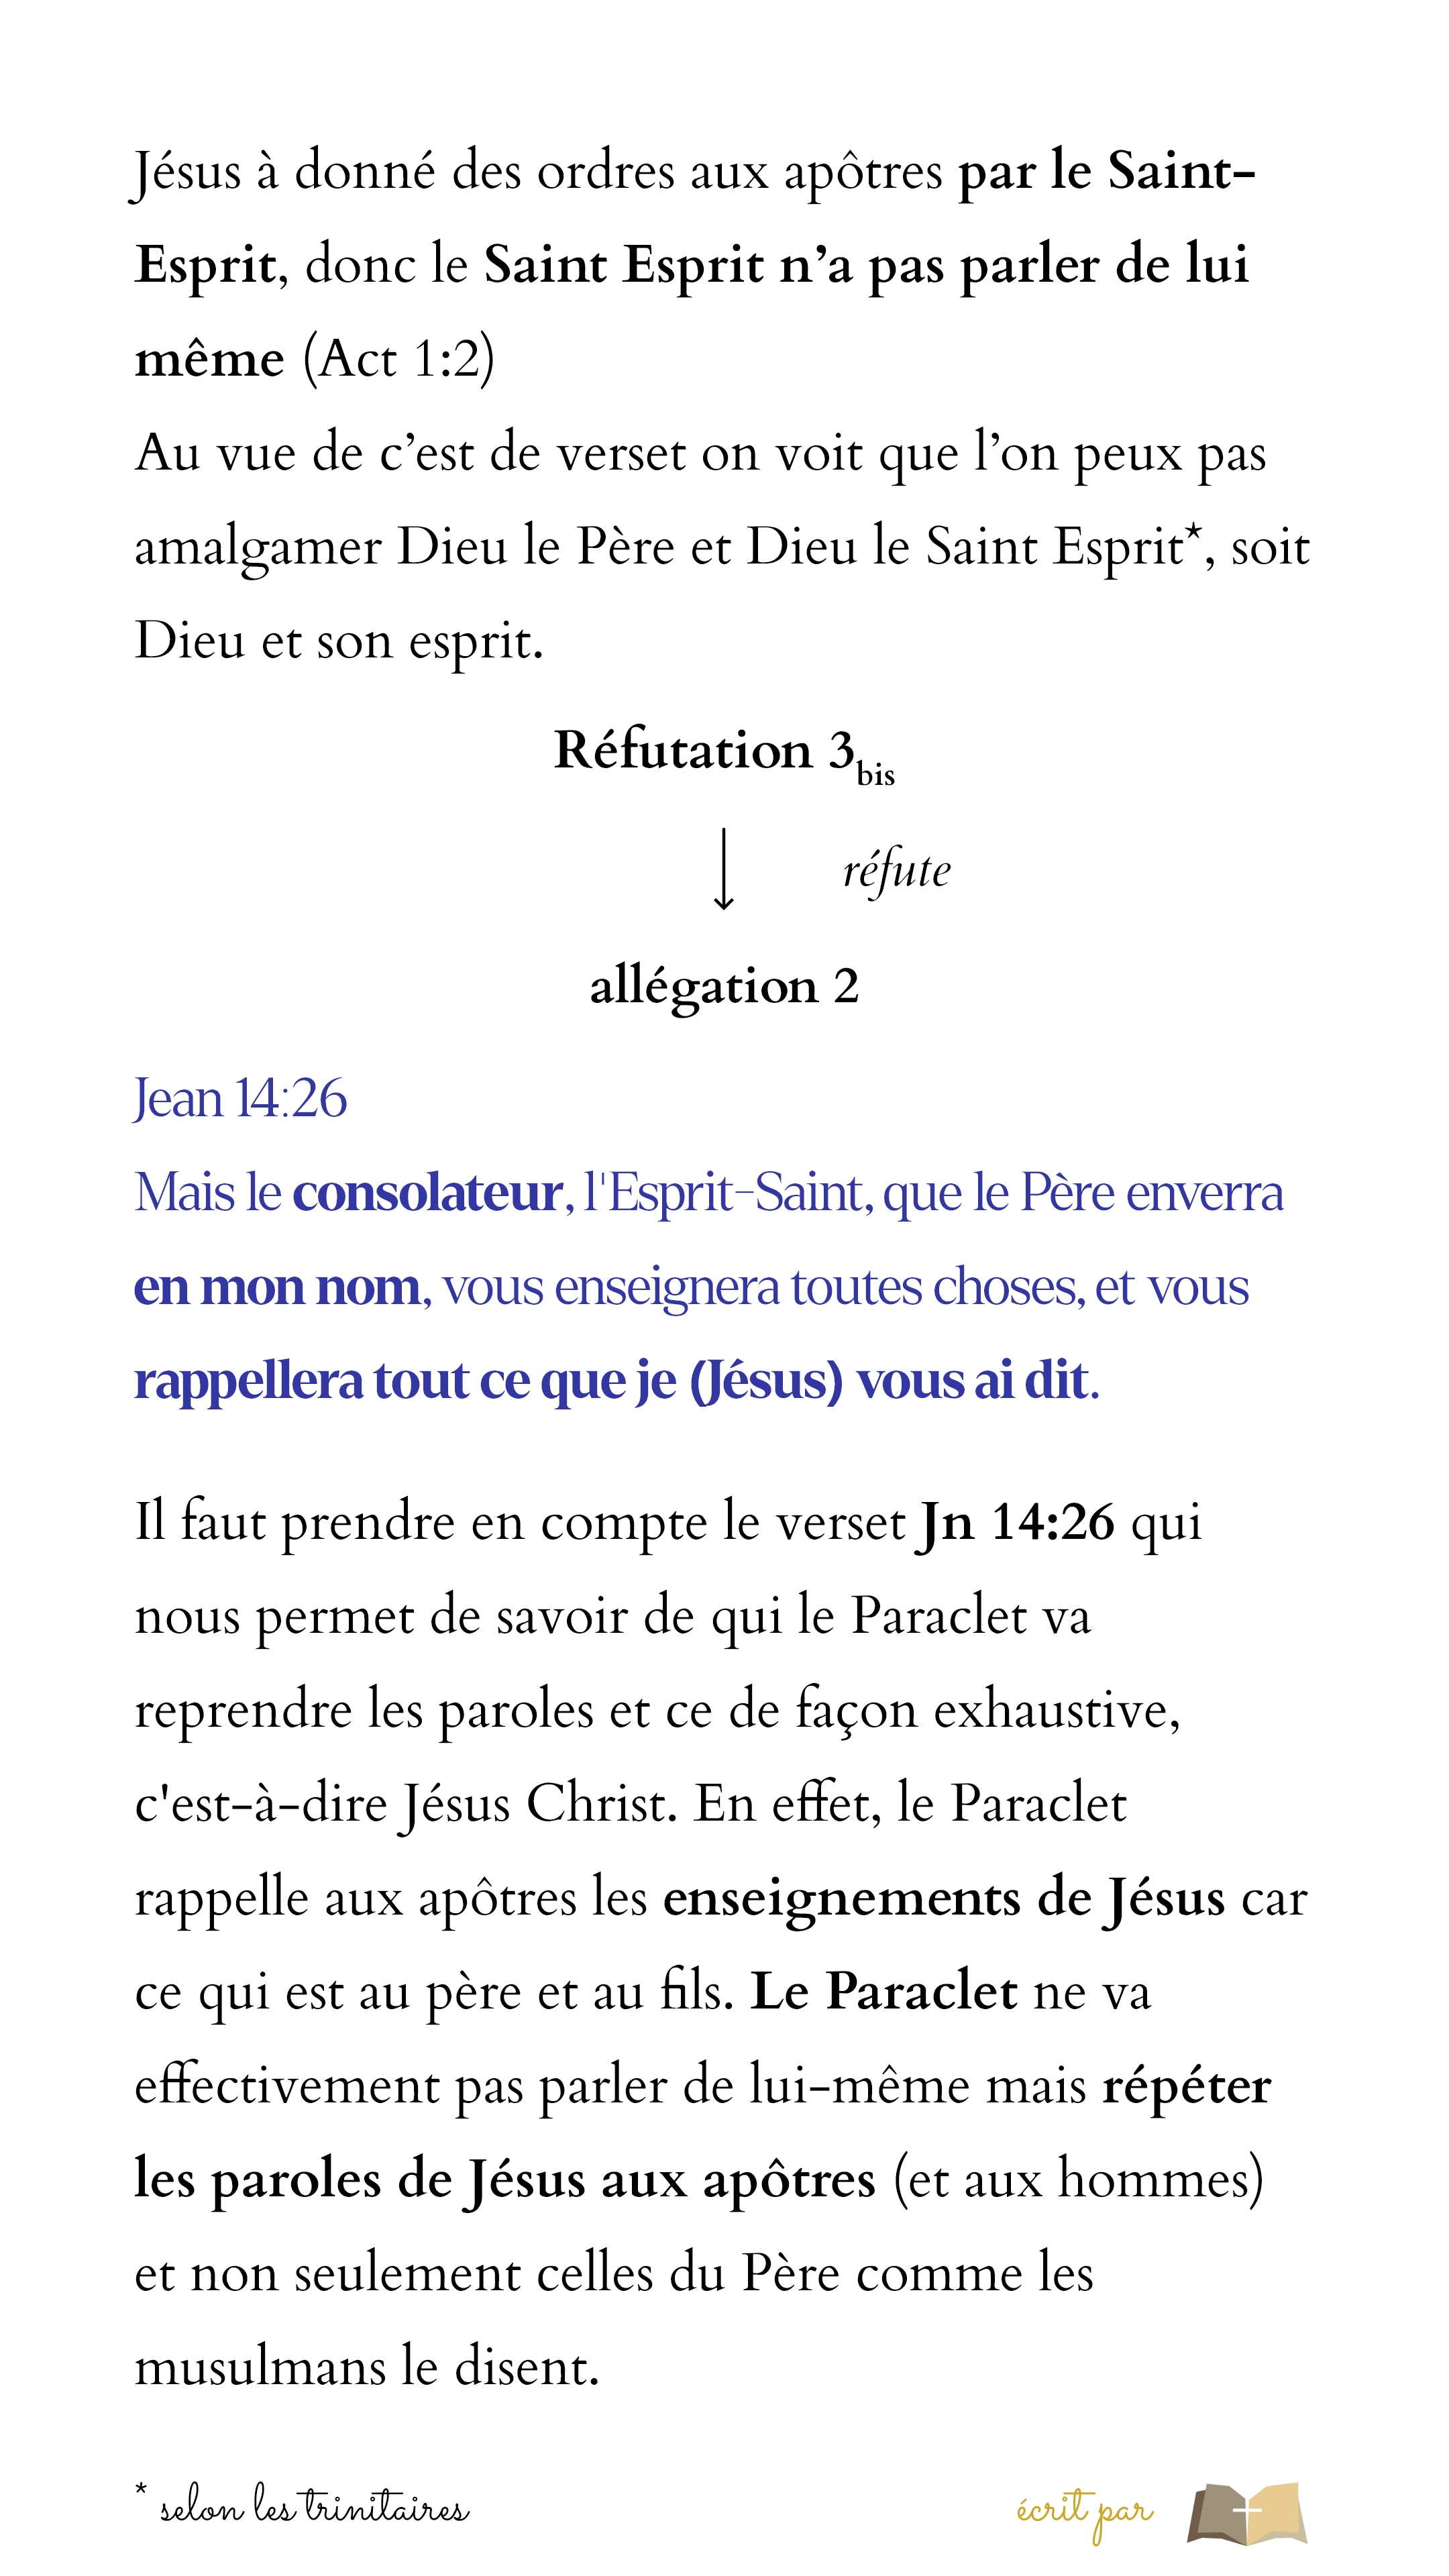 Jésus à donné des ordres aux apôtres par le Saint-
Esprit, donc le Saint Esprit n’a pas parler de lui
même (Act 1:2)
Au vue de c’est de verset on voit que l’on peux pas
amalgamer Dieu le Père et Dieu le Saint Esprit*, soit
Dieu et son esprit.
Réfutation 3bis
réfute
allégation 2
Jean 14:26
Mais le consolateur, l'Esprit-Saint, que le Père enverra
en mon nom, vous enseignera toutes choses, et vous
rappellera tout ce que je (Jésus) vous ai dit.
Il faut prendre en compte le verset Jn 14:26 qui
nous permet de savoir de qui le Paraclet va
reprendre les paroles et ce de façon exhaustive,
c'est-à-dire Jésus Christ. En effet, le Paraclet
rappelle aux apôtres les enseignements de Jésus car
ce qui est au père et au fils. Le Paraclet ne va
effectivement pas parler de lui-même mais répéter
les paroles de Jésus aux apôtres (et aux hommes)
et non seulement celles du Père comme les
musulmans le disent.
* selon les trinitaires
écrit par